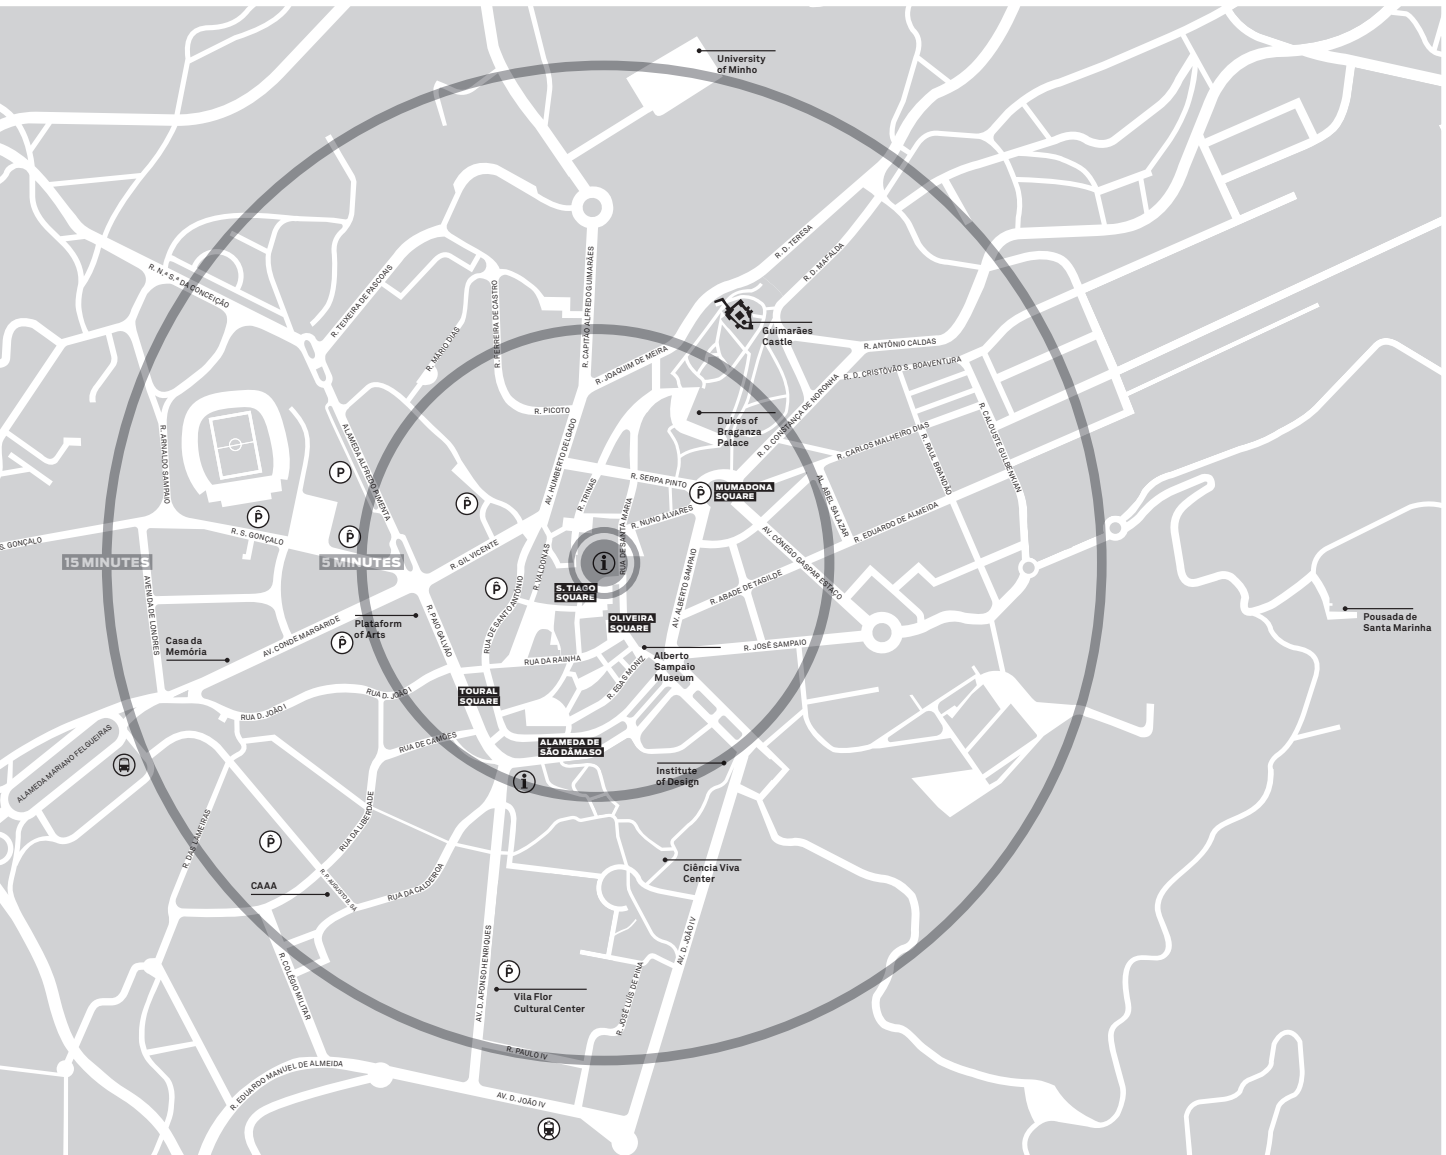 University
of Minho
R. D. TERESA
R. D. MAFALDA
R. N.ª S.ª DA CONCEIÇÃO
R. TEIXEIRA DE PASCOAIS
R. MÁRIO DIAS
R. FERREIRA DE CASTRO
R. CAPITÃO ALFREDO GUIMARÃES
Guimarães
Castle
R. ANTÓNIO CALDAS
R. JOAQUIM DE MEIRA
R. D. CRISTÓVÃO S. BOAVENTURA
R. D. CONSTANÇA DE NORONHA
R. PICOTO
Dukes of
Braganza
Palace
R. CARLOS MALHEIRO DIAS
R. RAUL BRANDÃO
R. CALOUSTE GULBENKIAN
R. ARNALDO SAMPAIO
ALAMEDA ALFREDO PIMENTA
AV. HUMBERTO DELGADO
P
R. SERPA PINTO
R. TRINAS
MUMADONA
SQUARE
P
P
P
P
AL. ABEL SALAZAR
R. EDUARDO DE ALMEIDA
R. NUNO ÁLVARES
RUA DE SANTA MARIA
AV. CÓNEGO GASPAR ESTAÇO
S. GONÇALO
R. S. GONÇALO
15 MINUTES
5 MINUTES
R. GIL VICENTE
R. VALDONAS
i
S. TIAGO
SQUARE
P
R. ABADE DE TAGILDE
AV. ALBERTO SAMPAIO
AVENIDA DE LONDRES
RUA DE SANTO ANTÓNIO
R. PAIO GALVÃO
Plataform
of Arts
OLIVEIRA
SQUARE
Pousada de
Santa Marinha
Casa da
Memória
AV. CONDE MARGARIDE
P
R. JOSÉ SAMPAIO
Alberto
Sampaio
Museum
RUA DA RAINHA
R. EGAS MONIZ
RUA D. JOÃO I
RUA D. JOÃO I
TOURAL
SQUARE
RUA DE CAMÕES
ALAMEDA DE
SÃO DÂMASO
ALAMEDA MARIANO FELGUEIRAS
Institute
of Design
i
R. DAS LAMEIRAS
RUA DA LIBERDADE
P
Ciência Viva
Center
CAAA
R. P. AUGUSTO B. SÁ
RUA DA CALDEIROA
AV. D. JOÃO IV
R. COLÉGIO MILITAR
AV. D. AFONSO HENRIQUES
P
R. JOSÉ LUÍS DE PINA
Vila Flor
Cultural Center
R. PAULO IV
R. EDUARDO MANUEL DE ALMEIDA
AV. D. JOÃO IV